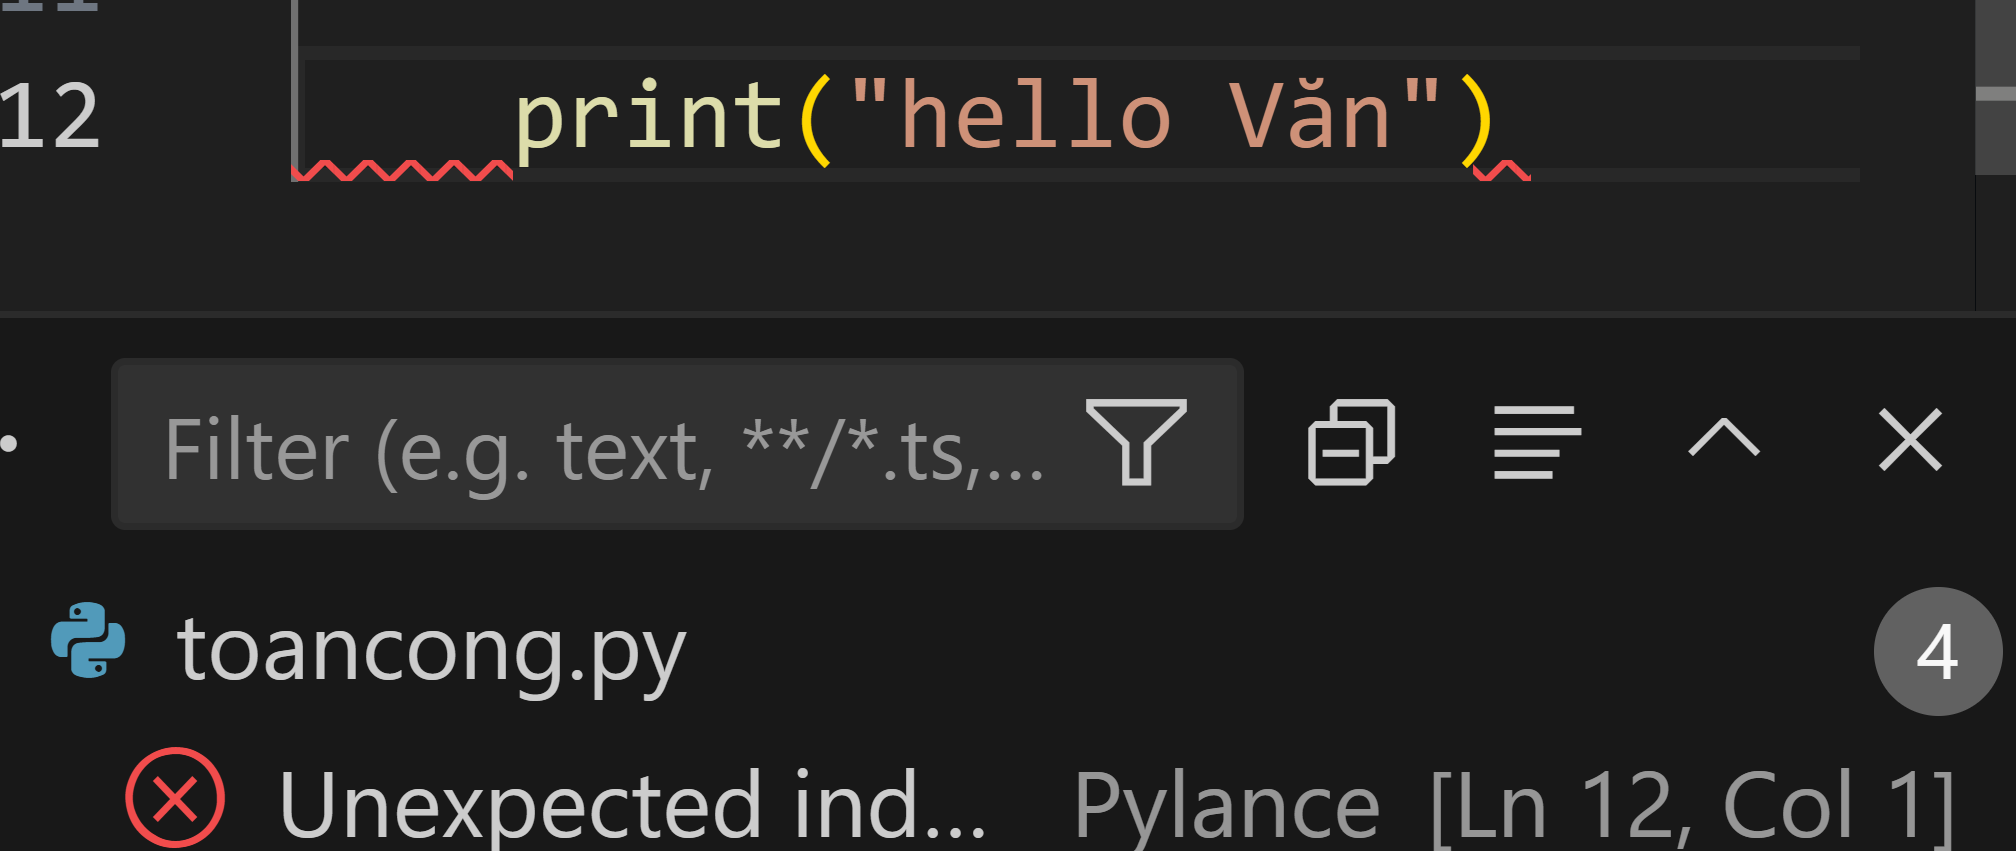 12 print("hello Văn")
Filter (e.g. text, **/*.ts,...
toancong.py 4
Unexpected ind... Pylance [Ln 12, Col 1]